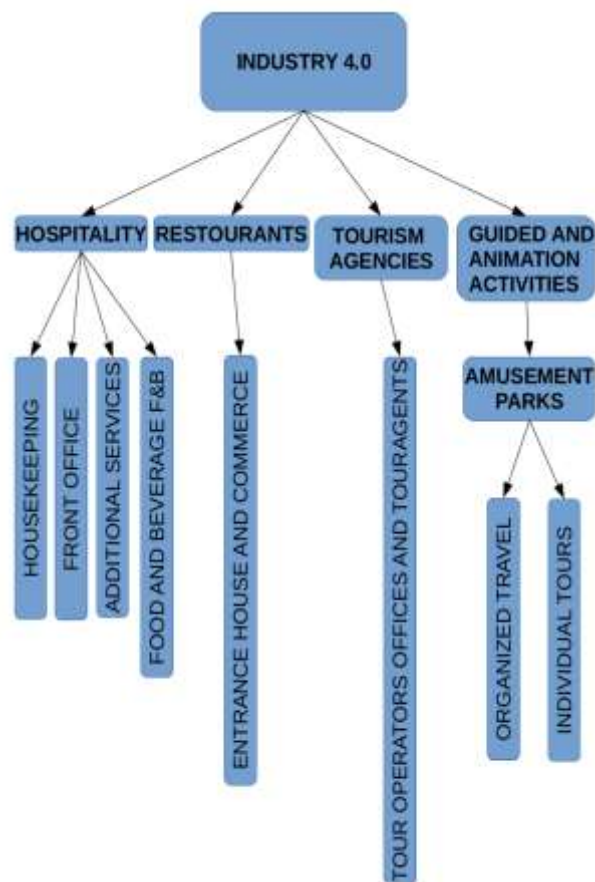 INDUSTRY 4.0
HOSPITALITY
RESTOURANTS
TOURISM
AGENCIES
GUIDED AND
ANIMATION
ACTIVITIES
HOUSEKEEPING
FRONT OFFICE
ADDITIONAL SERVICES
FOOD AND BEVERAGE F&B
ENTRANCE HOUSE AND COMMERCE
TOUR OPERATORS OFFICES AND TOURAGENTS
AMUSEMENT
PARKS
ORGANIZED TRAVEL
INDIVIDUAL TOURS